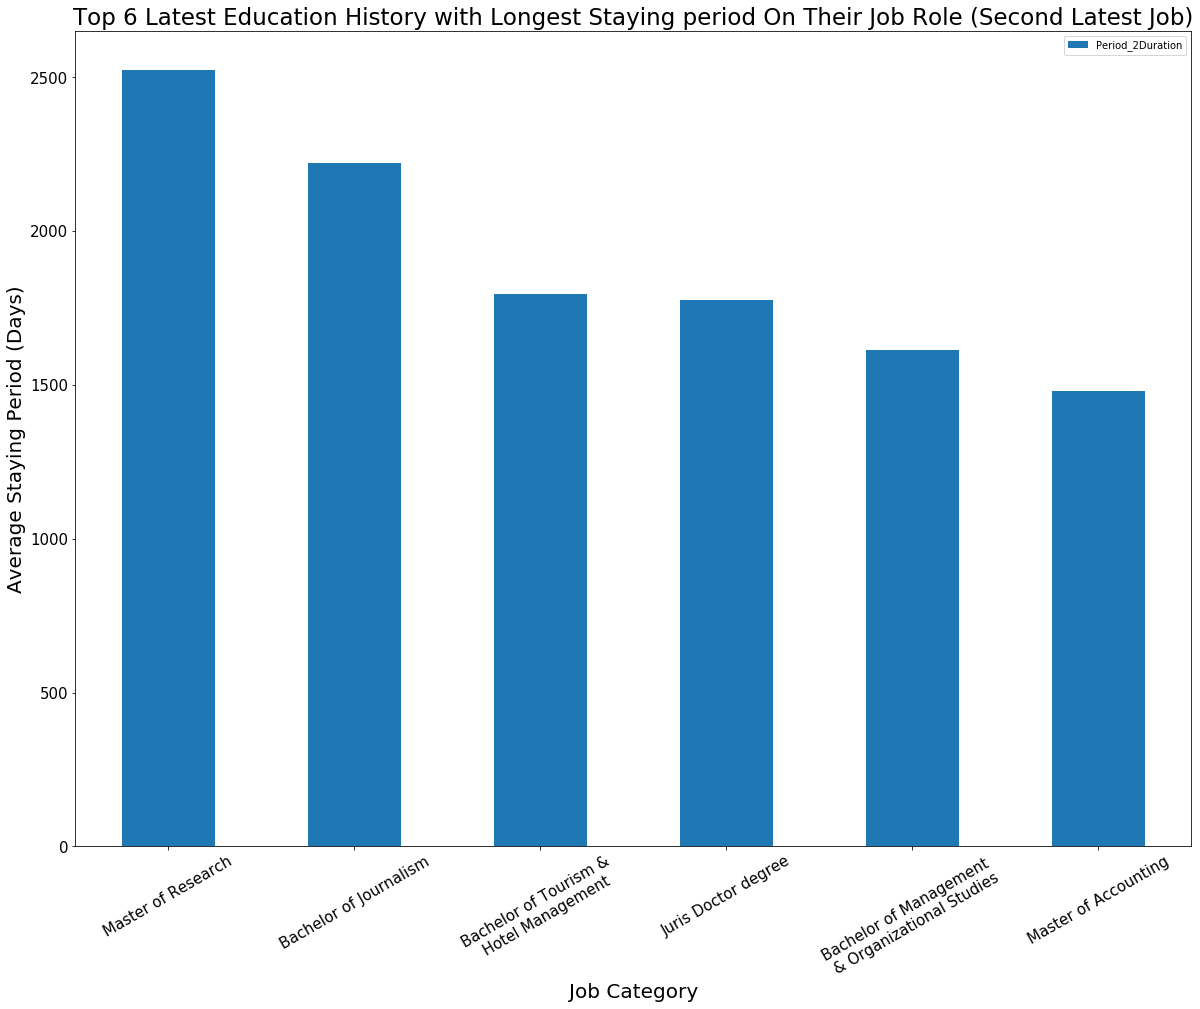 Top 6 Latest Education History with Longest Staying period On Their Job Role (Second Latest Job)
Period_2Duration
Average Staying Period (Days)
2500
2000
1500
1000
500
0
Master of Research
Bachelor of Journalism
Bachelor of Tourism &
Hotel Management
Juris Doctor degree
Bachelor of Management
& Organizational Studies
Master of Accounting
Job Category